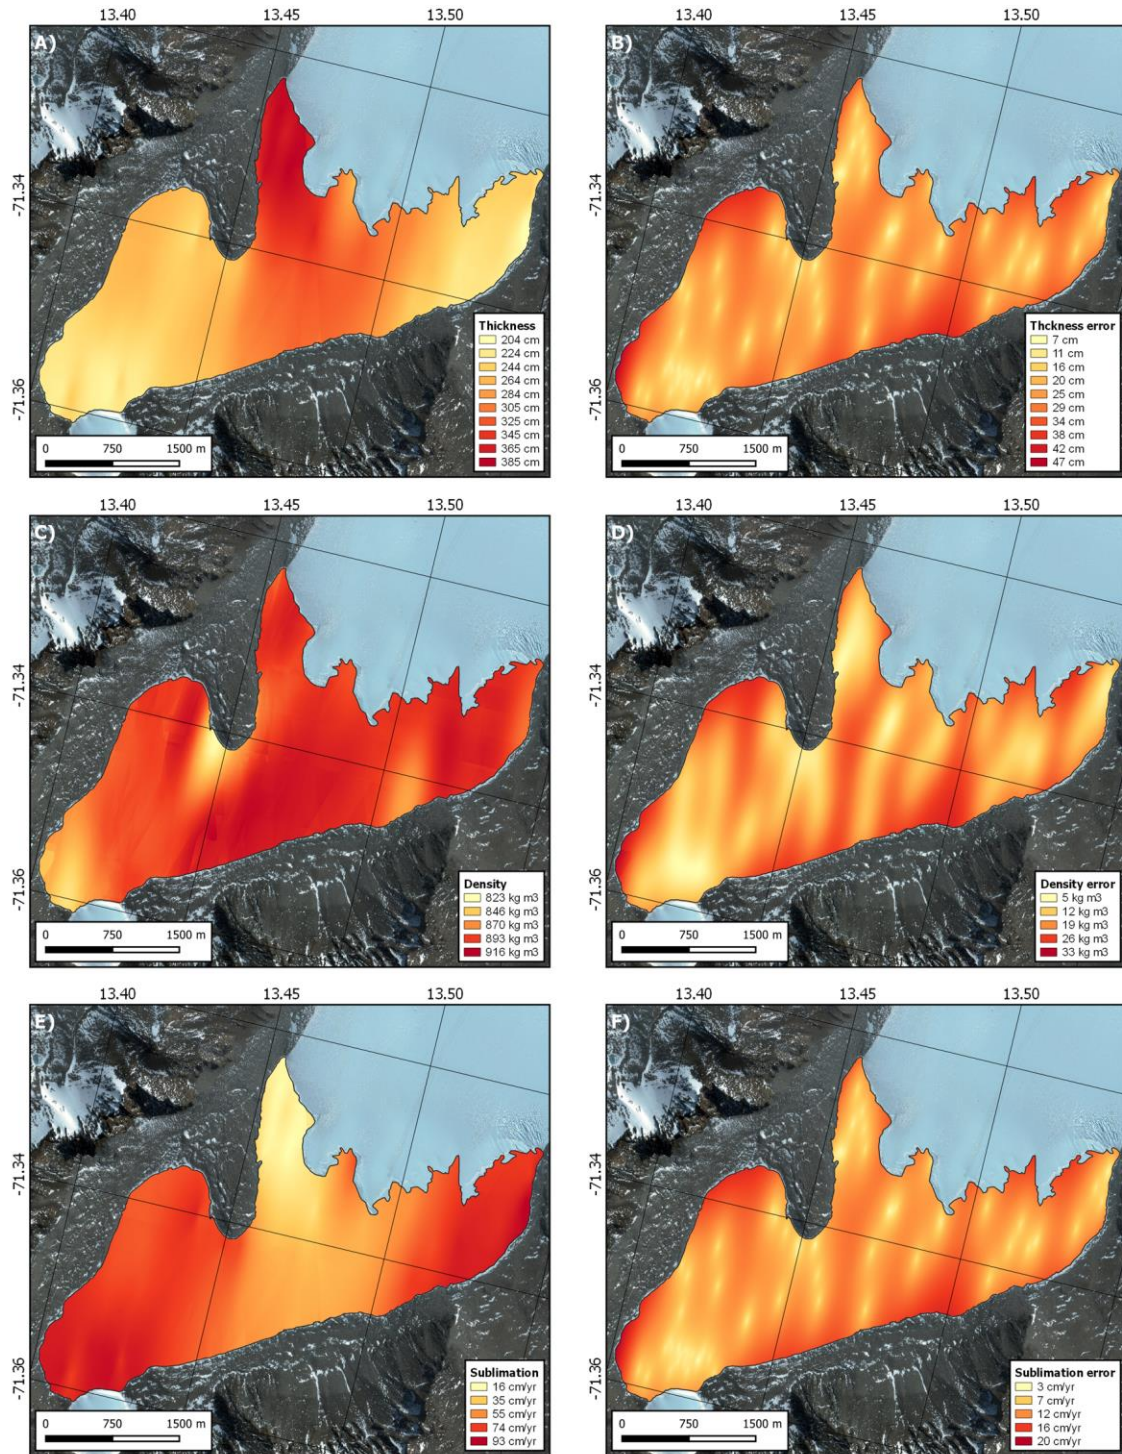 13.40 13.45 13.50
A)
-71.34
-71.36
Thickness
204 cm
224 cm
244 cm
264 cm
284 cm
305 cm
325 cm
345 cm
365 cm
385 cm
0 750 1500 m
13.40 13.45 13.50
B)
-71.34
-71.36
Thckness error
7 cm
11 cm
16 cm
20 cm
25 cm
29 cm
34 cm
38 cm
42 cm
47 cm
0 750 1500 m
13.40 13.45 13.50
C)
-71.34
-71.36
Density
823 kg m3
846 kg m3
870 kg m3
893 kg m3
916 kg m3
0 750 1500 m
13.40 13.45 13.50
D)
-71.34
-71.36
Density error
5 kg m3
12 kg m3
19 kg m3
26 kg m3
33 kg m3
0 750 1500 m
13.40 13.45 13.50
E)
-71.34
-71.36
Sublimation
16 cm/yr
35 cm/yr
55 cm/yr
74 cm/yr
93 cm/yr
0 750 1500 m
13.40 13.45 13.50
F)
-71.34
-71.36
Sublimation error
3 cm/yr
7 cm/yr
12 cm/yr
16 cm/yr
20 cm/yr
0 750 1500 m